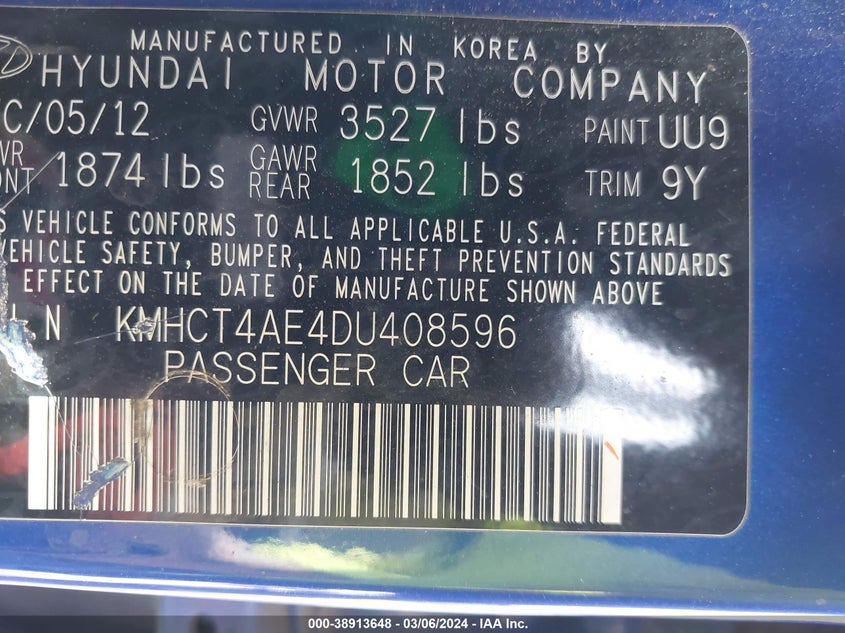 MANUFACTURED IN KOREA BY
HYUNDAI MOTOR COMPANY
C/05/12 GVWR 3527 lbs PAINT UU9
WR ONT 1874 lbs GAWR REAR 1852 lbs TRIM 9Y
S VEHICLE CONFORMS TO ALL APPLICABLE U.S.A. FEDERAL
VEHICLE SAFETY, BUMPER, AND THEFT PREVENTION STANDARDS
EFFECT ON THE DATE OF MANUFACTURE SHOWN ABOVE
I N KMHCT4AE4DU408596
PASSENGER CAR
000-38913648 - 03/06/2024 - IAA Inc.